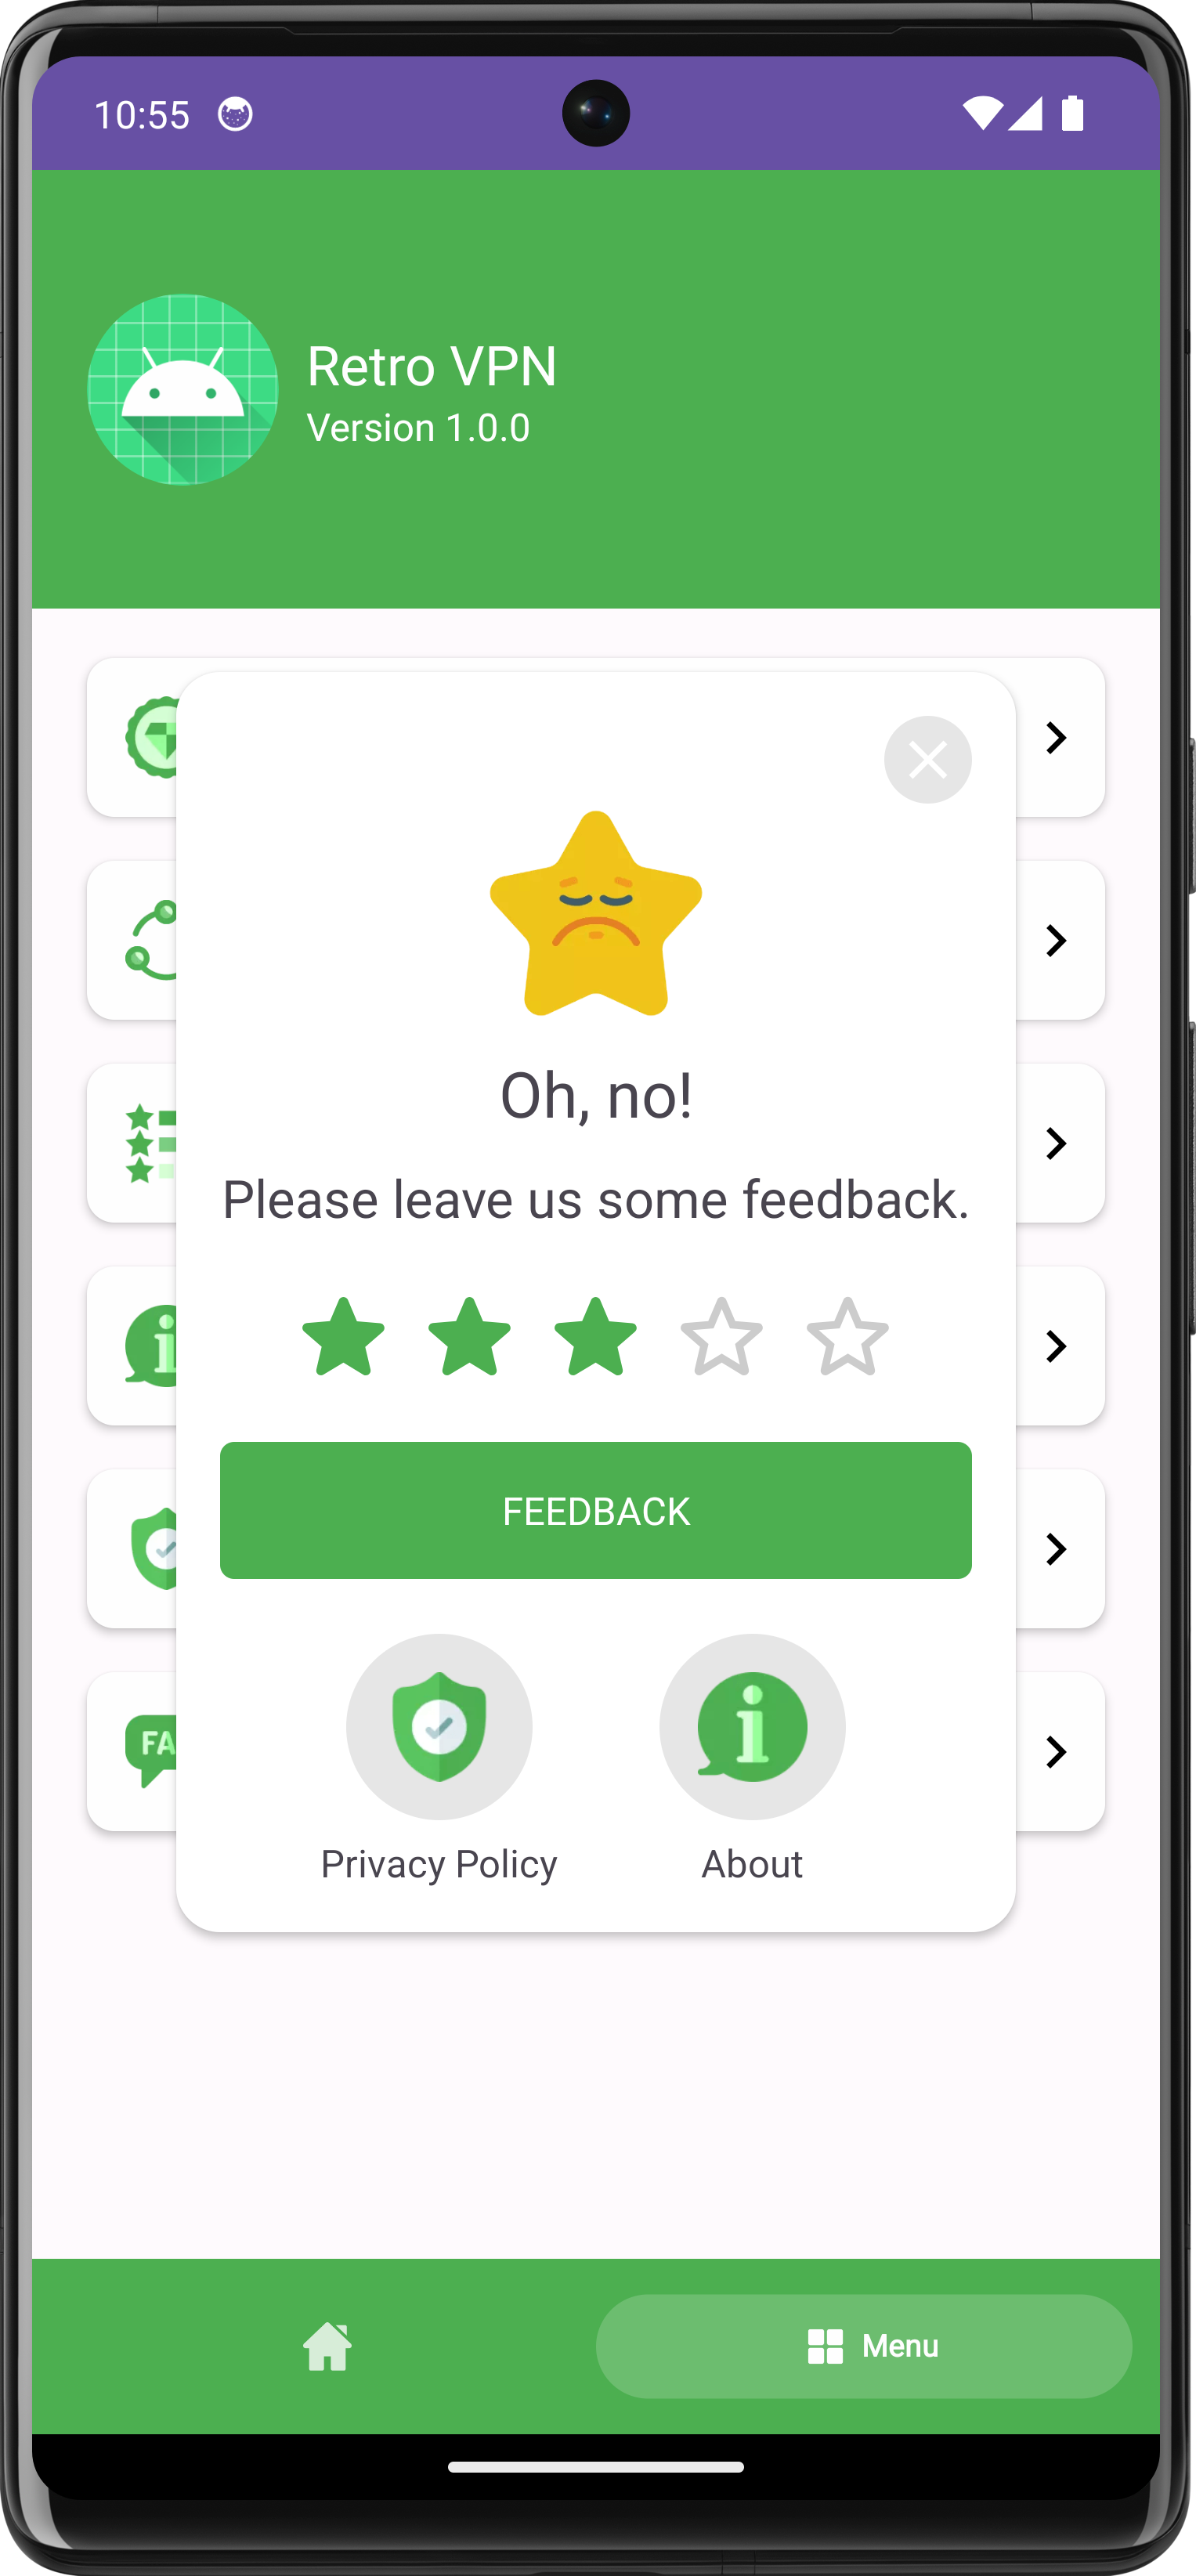 10:55
Retro VPN
Version 1.0.0
Oh, no!
Please leave us some feedback.
FEEDBACK
FA
Privacy Policy
About
Menu